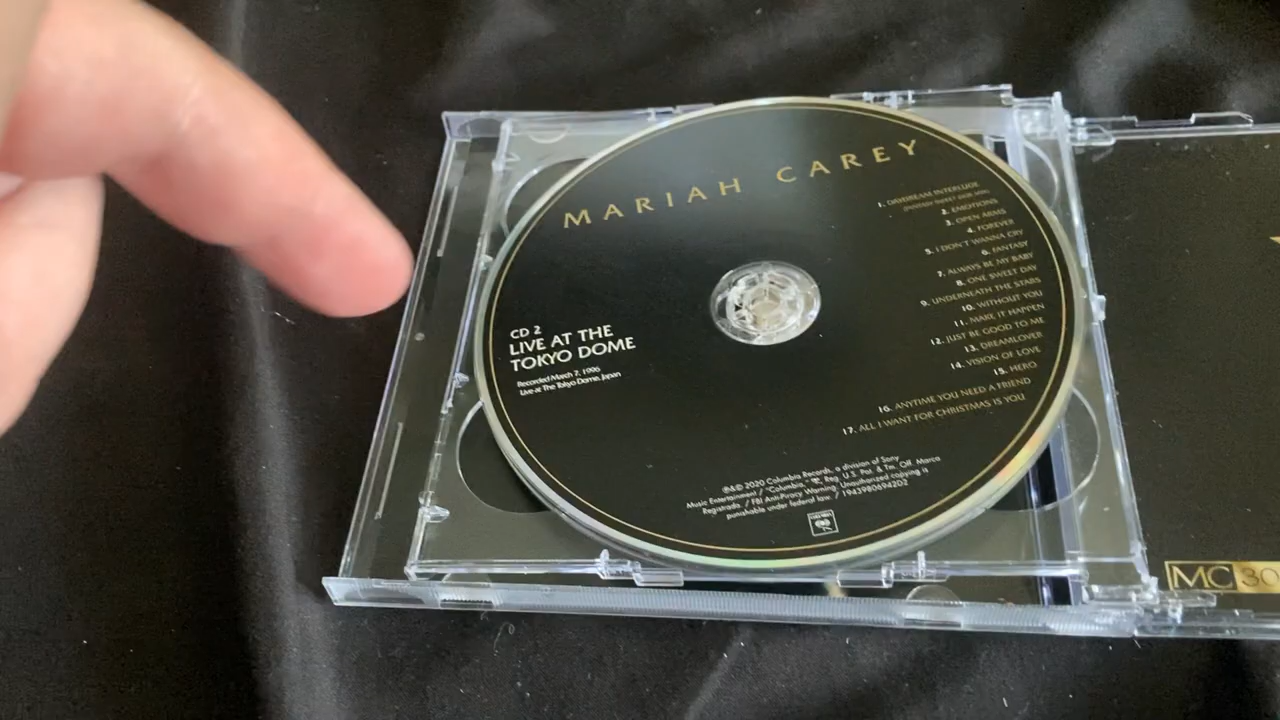 MARIAH CAREY
1. DAYDREAM INTERLUDE
2. EMOTIONS
3. OPEN ARMS
4. FOREVER
5. I DON'T WANNA CRY
6. FANTASY
7. ALWAYS BE MY BABY
8. ONE SWEET DAY
9. UNDERNEATH THE STARS
10. WITHOUT YOU
11. MAKE IT HAPPEN
12. JUST BE GOOD TO ME
13. DREAMLOVER
14. VISION OF LOVE
15. HERO
16. ANYTIME YOU NEED A FRIEND
17. ALL I WANT FOR CHRISTMAS IS YOU
CD 2
LIVE AT THE
TOKYO DOME
Recorded March 7, 1996
Live at The Tokyo Dome, Japan
℗&© 2020 Columbia Records, a division of Sony
Music Entertainment / "Columbia," Reg. U.S. Pat. & Tm. Off. Marca
Registrada. / FBI Anti-Piracy Warning: Unauthorized copying is
punishable under federal law. / 19439806942D2
MC 30